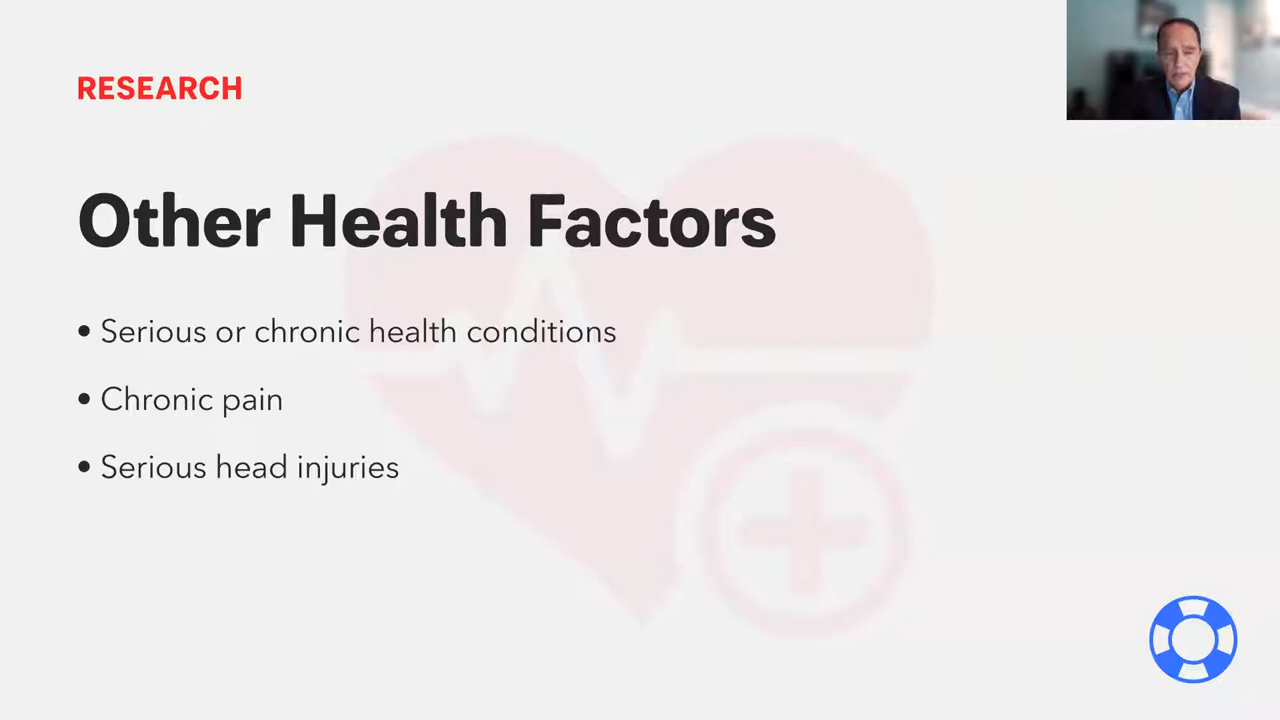 RESEARCH
Other Health Factors
• Serious or chronic health conditions
• Chronic pain
• Serious head injuries